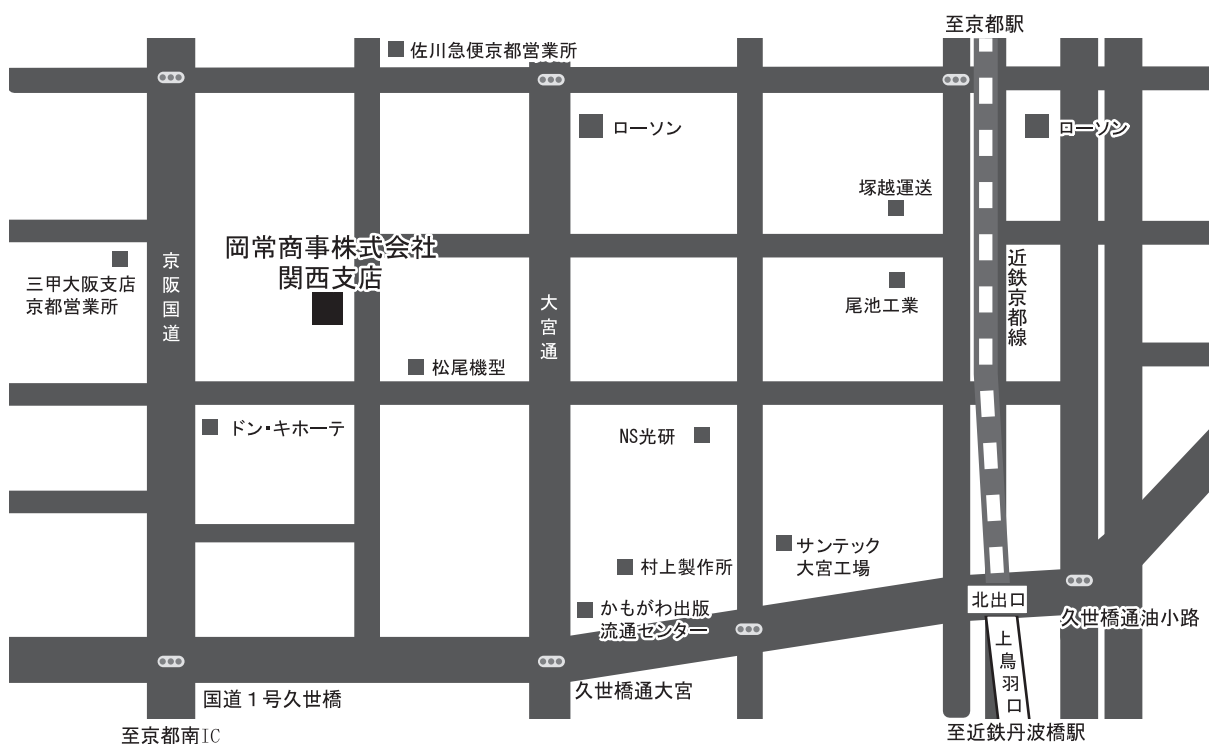 至京都駅
佐川急便京都営業所
ローソン
ローソン
塚越運送
岡常商事株式会社
関西支店
三甲大阪支店
京都営業所
京阪国道
大宮通
尾池工業
近鉄京都線
松尾機型
ドン・キホーテ
NS光研
サンテック
大宮工場
村上製作所
かもがわ出版
流通センター
北出口
久世橋通油小路
上鳥羽口
国道1号久世橋
久世橋通大宮
至京都南IC
至近鉄丹波橋駅